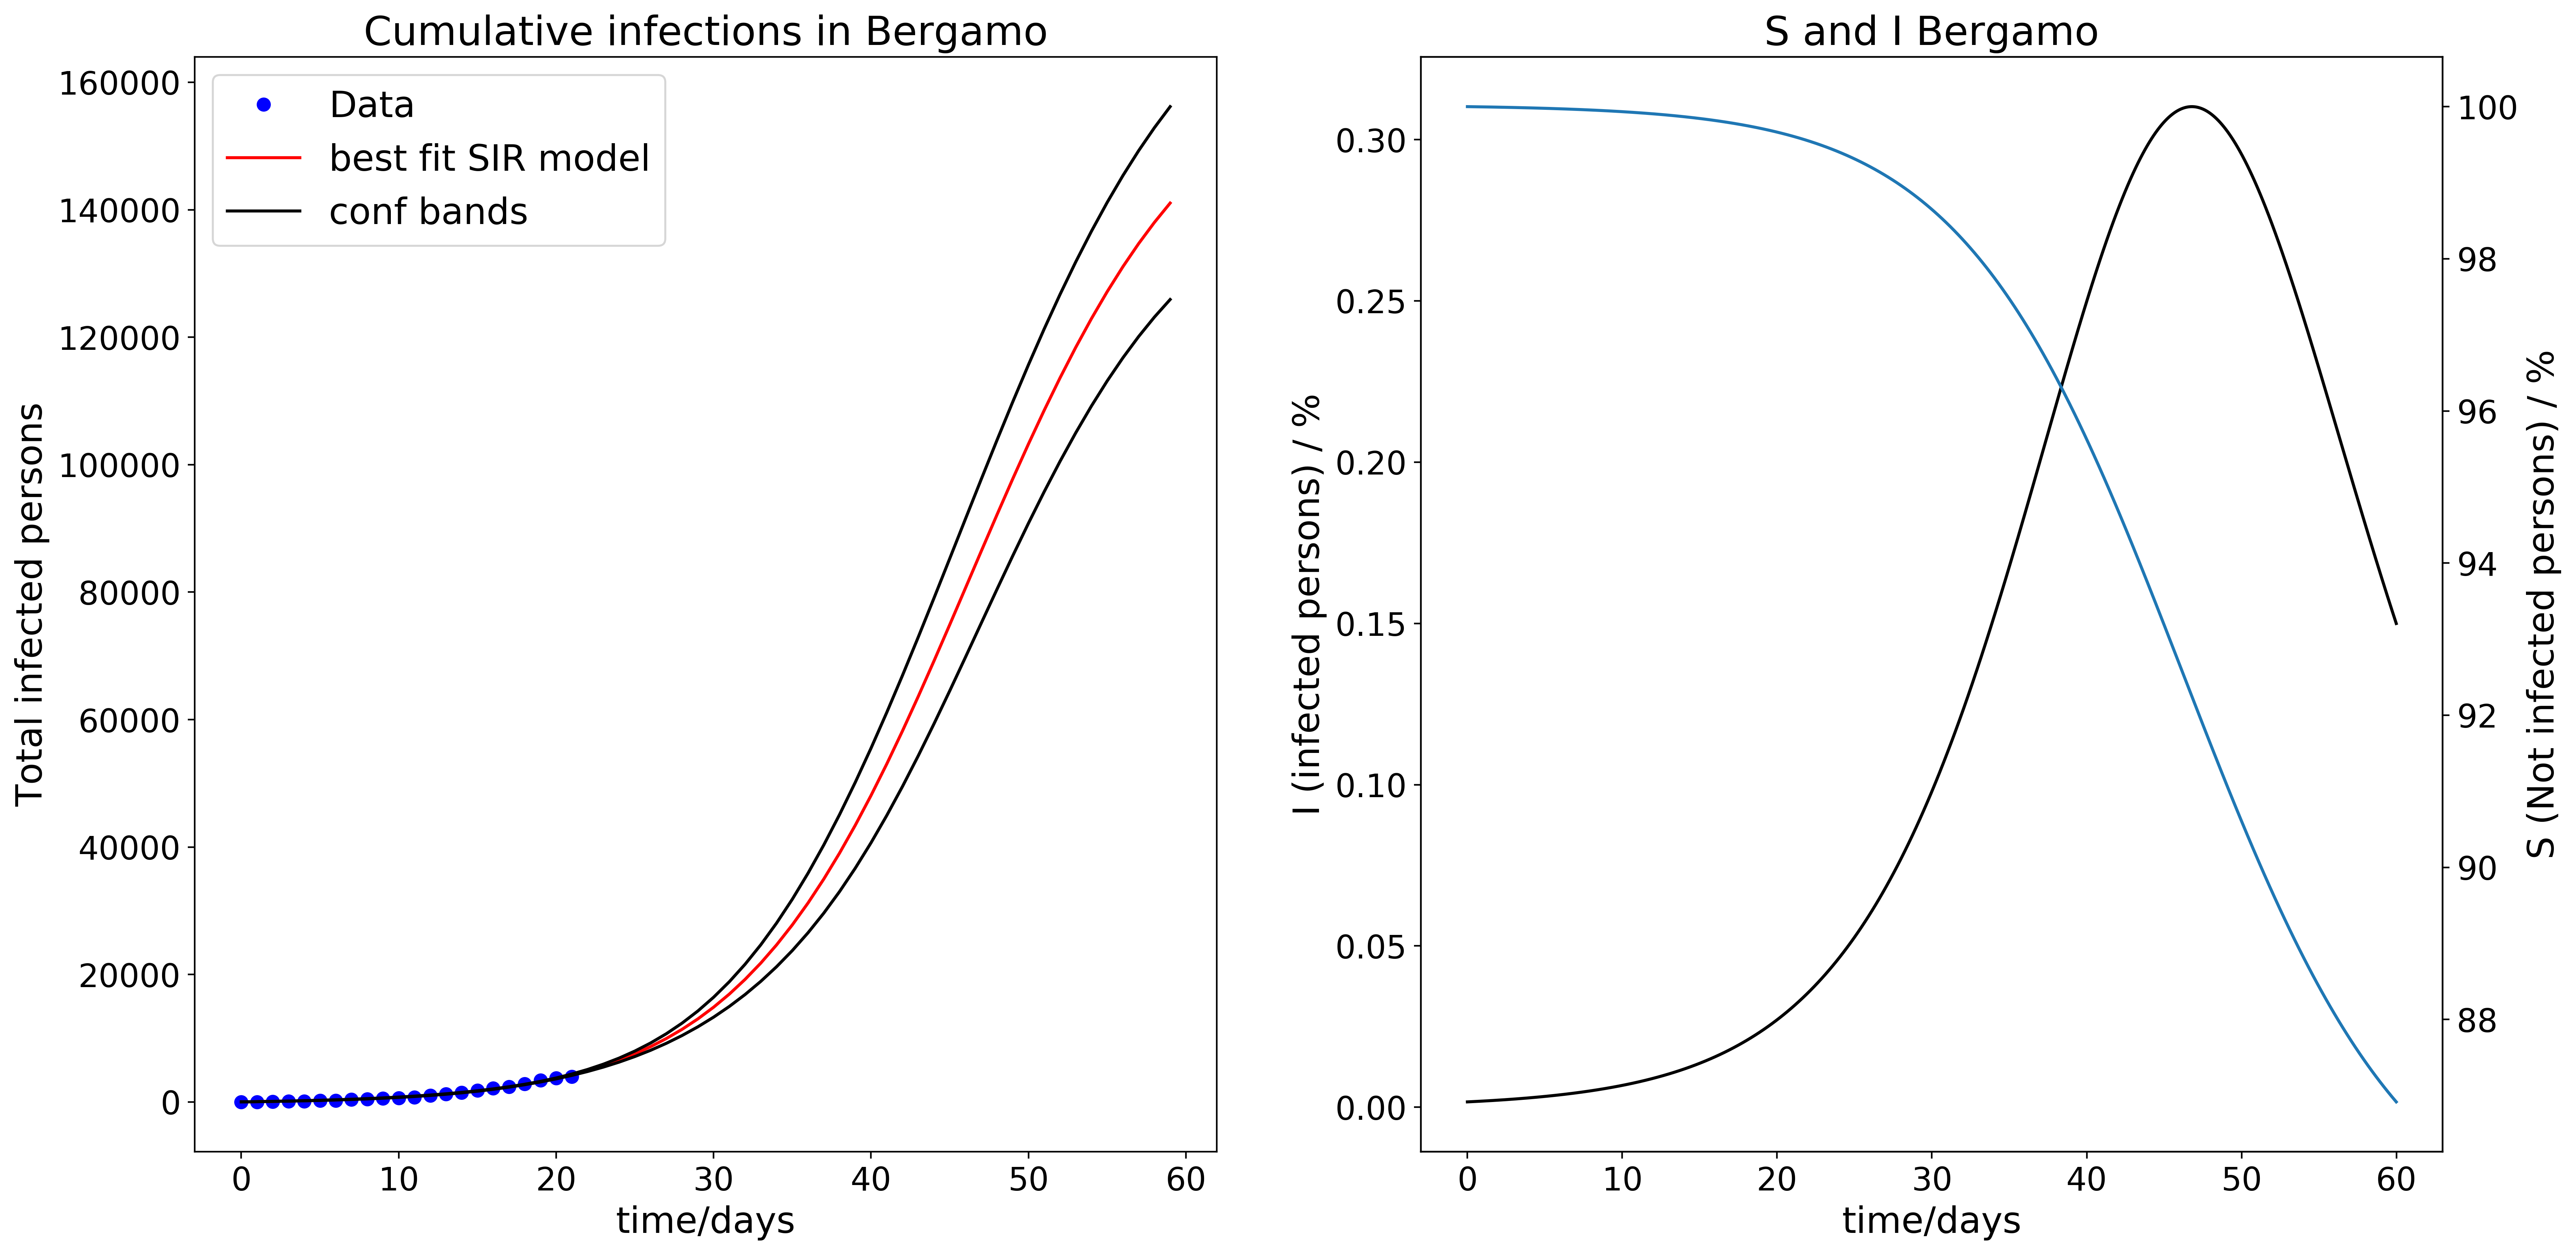 Cumulative infections in Bergamo
Data
best fit SIR model
conf bands
Total infected persons
160000
140000
120000
100000
80000
60000
40000
20000
0
0 10 20 30 40 50 60
time/days
S and I Bergamo
I (infected persons) / %
0.30
0.25
0.20
0.15
0.10
0.05
0.00
0 10 20 30 40 50 60
time/days
100
98
96
94
92
90
88
S (Not infected persons) / %